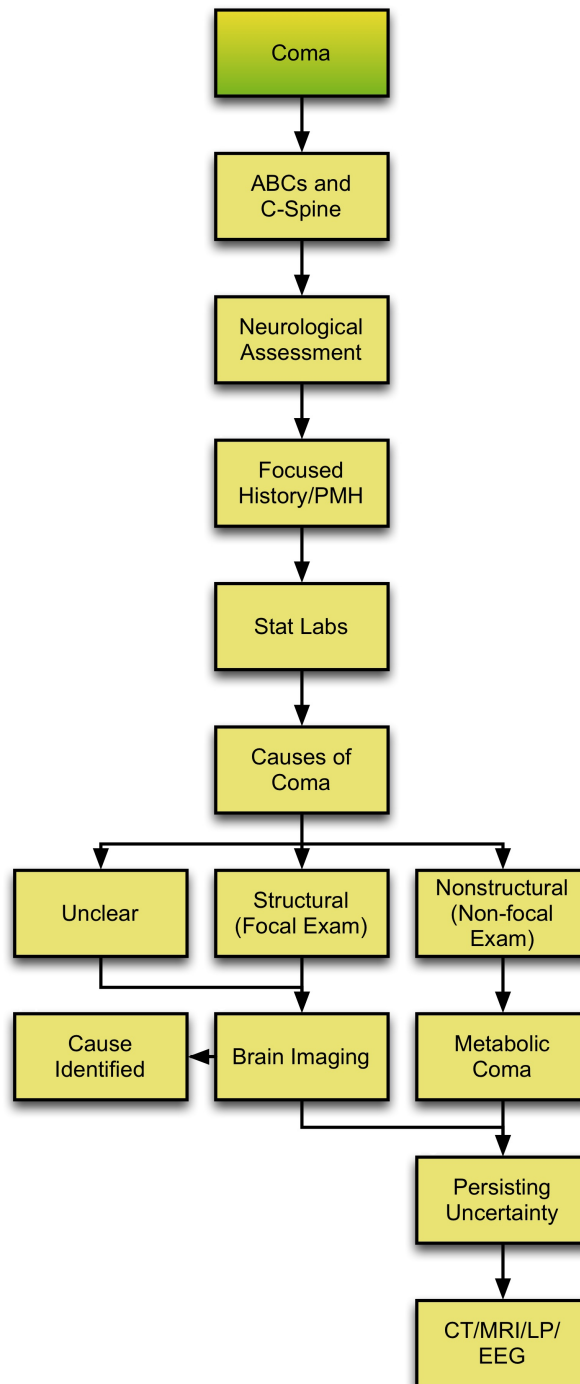 Coma
ABCs and
C-Spine
Neurological
Assessment
Focused
History/PMH
Stat Labs
Causes of
Coma
Unclear
Structural
(Focal Exam)
Nonstructural
(Non-focal
Exam)
Cause
Identified
Brain Imaging
Metabolic
Coma
Persisting
Uncertainty
CT/MRI/LP/
EEG